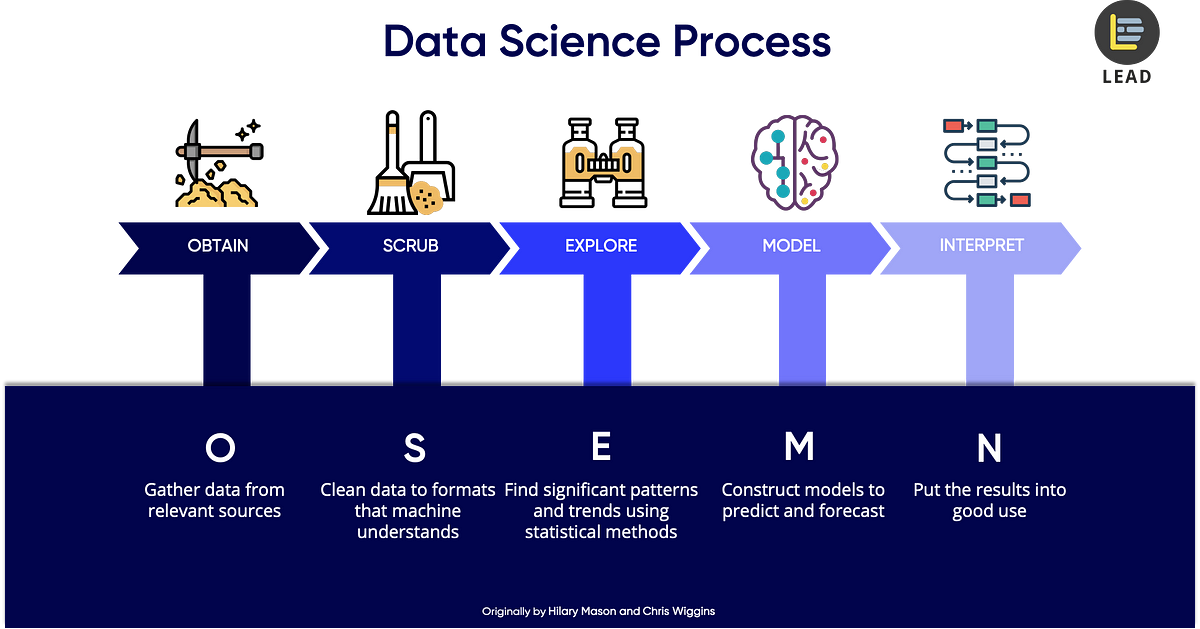 Data Science Process
LEAD
OBTAIN
SCRUB
EXPLORE
MODEL
INTERPRET
O
Gather data from
relevant sources
S
Clean data to formats
that machine
understands
E
Find significant patterns
and trends using
statistical methods
M
Construct models to
predict and forecast
N
Put the results into
good use
Originally by Hilary Mason and Chris Wiggins